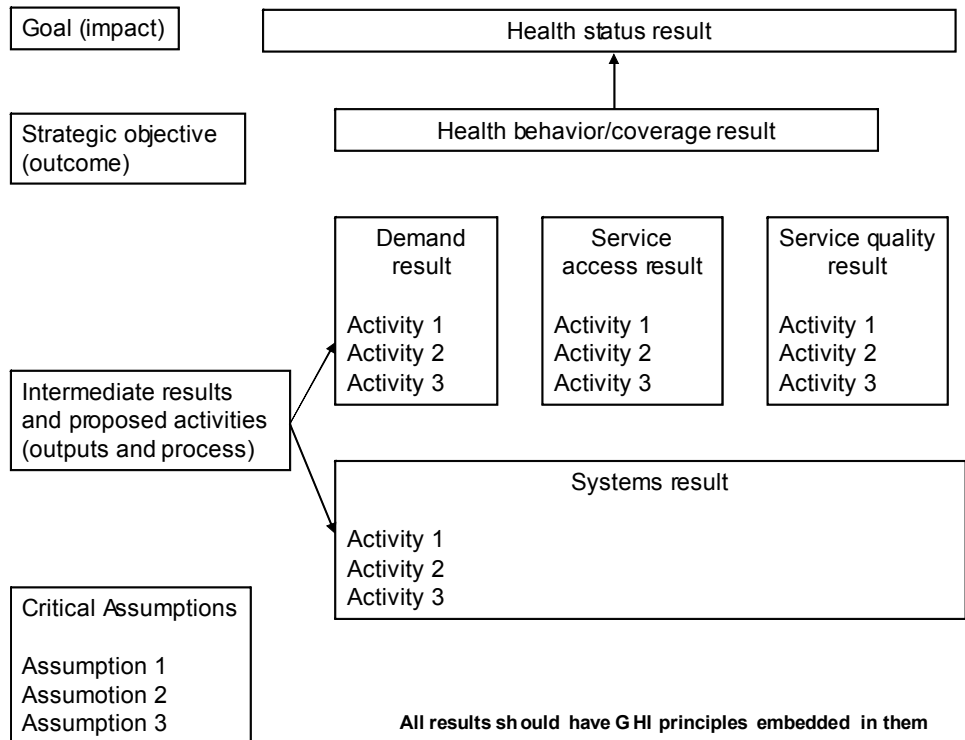 Goal (impact)
Health status result
Strategic objective
(outcome)
Health behavior/coverage result
Demand
result
Activity 1
Activity 2
Activity 3
Service
access result
Activity 1
Activity 2
Activity 3
Service quality
result
Activity 1
Activity 2
Activity 3
Intermediate results
and proposed activities
(outputs and process)
Systems result
Activity 1
Activity 2
Activity 3
Critical Assumptions
Assumption 1
Assumotion 2
Assumption 3
All results should have GHI principles embedded in them